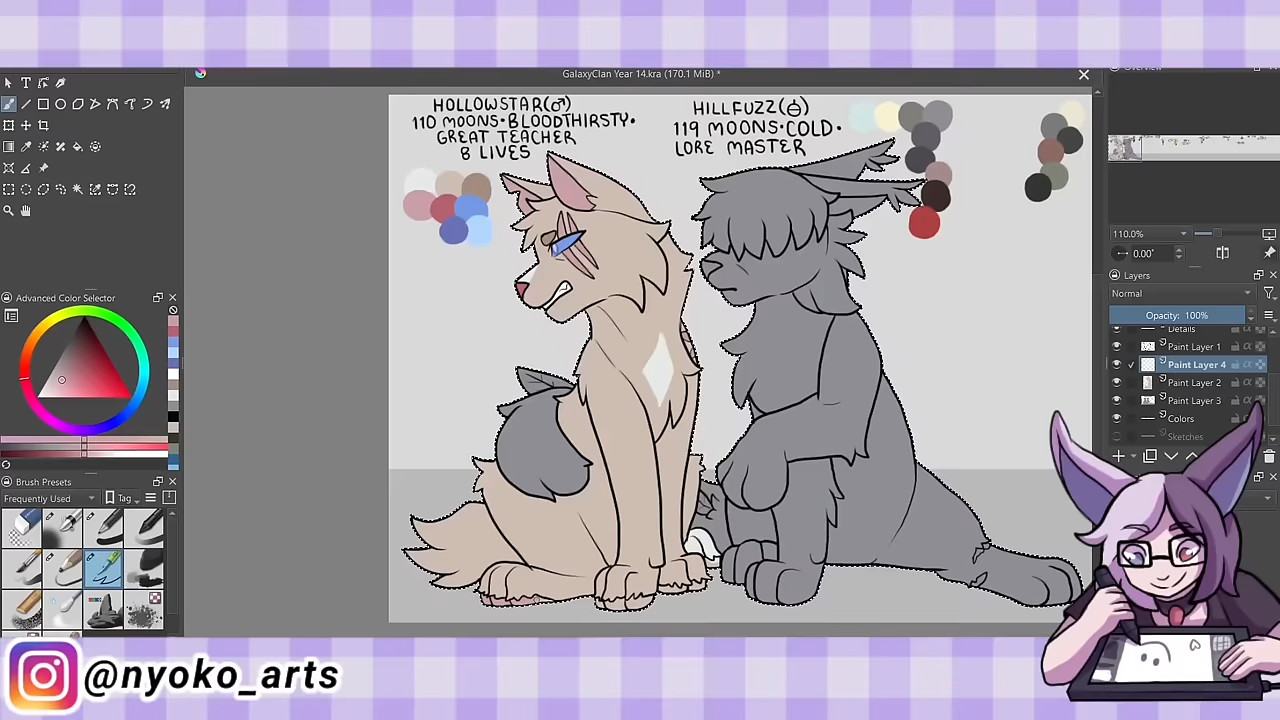 GalaxyClan Year 14.kra (170.1 MiB) *
HOLLOWSTAR(♂)
110 MOONS•BLOODTHIRSTY•
GREAT TEACHER
8 LIVES
HILLFUZZ(⍥)
119 MOONS•COLD•
LORE MASTER
110.0%
0.00°
Layers
Normal
Opacity: 100%
Details
Paint Layer 1
Paint Layer 4
Paint Layer 2
Paint Layer 3
Colors
Sketches
Advanced Color Selector
Brush Presets
Frequently Used
Tag
@nyoko_arts